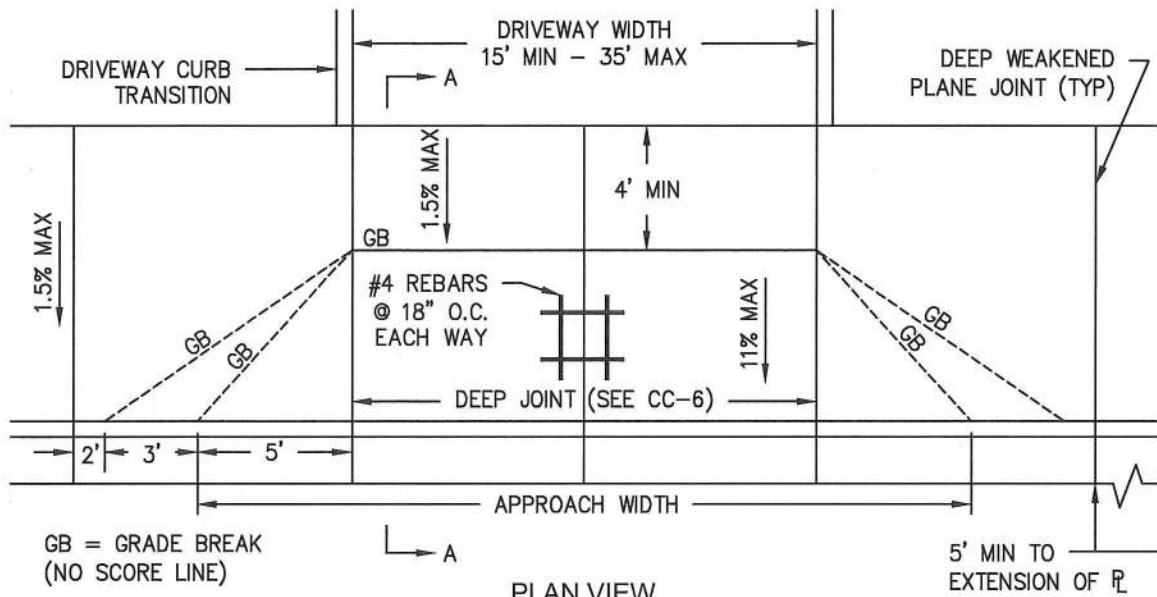 DRIVEWAY WIDTH
15' MIN – 35' MAX
DRIVEWAY CURB
TRANSITION
A
DEEP WEAKENED
PLANE JOINT (TYP)
1.5% MAX
1.5% MAX
4' MIN
GB
#4 REBARS
@ 18" O.C.
EACH WAY
11% MAX
GB
GB
GB
GB
DEEP JOINT (SEE CC-6)
2'
3'
5'
APPROACH WIDTH
GB = GRADE BREAK
(NO SCORE LINE)
A
5' MIN TO
EXTENSION OF PL
PLAN VIEW